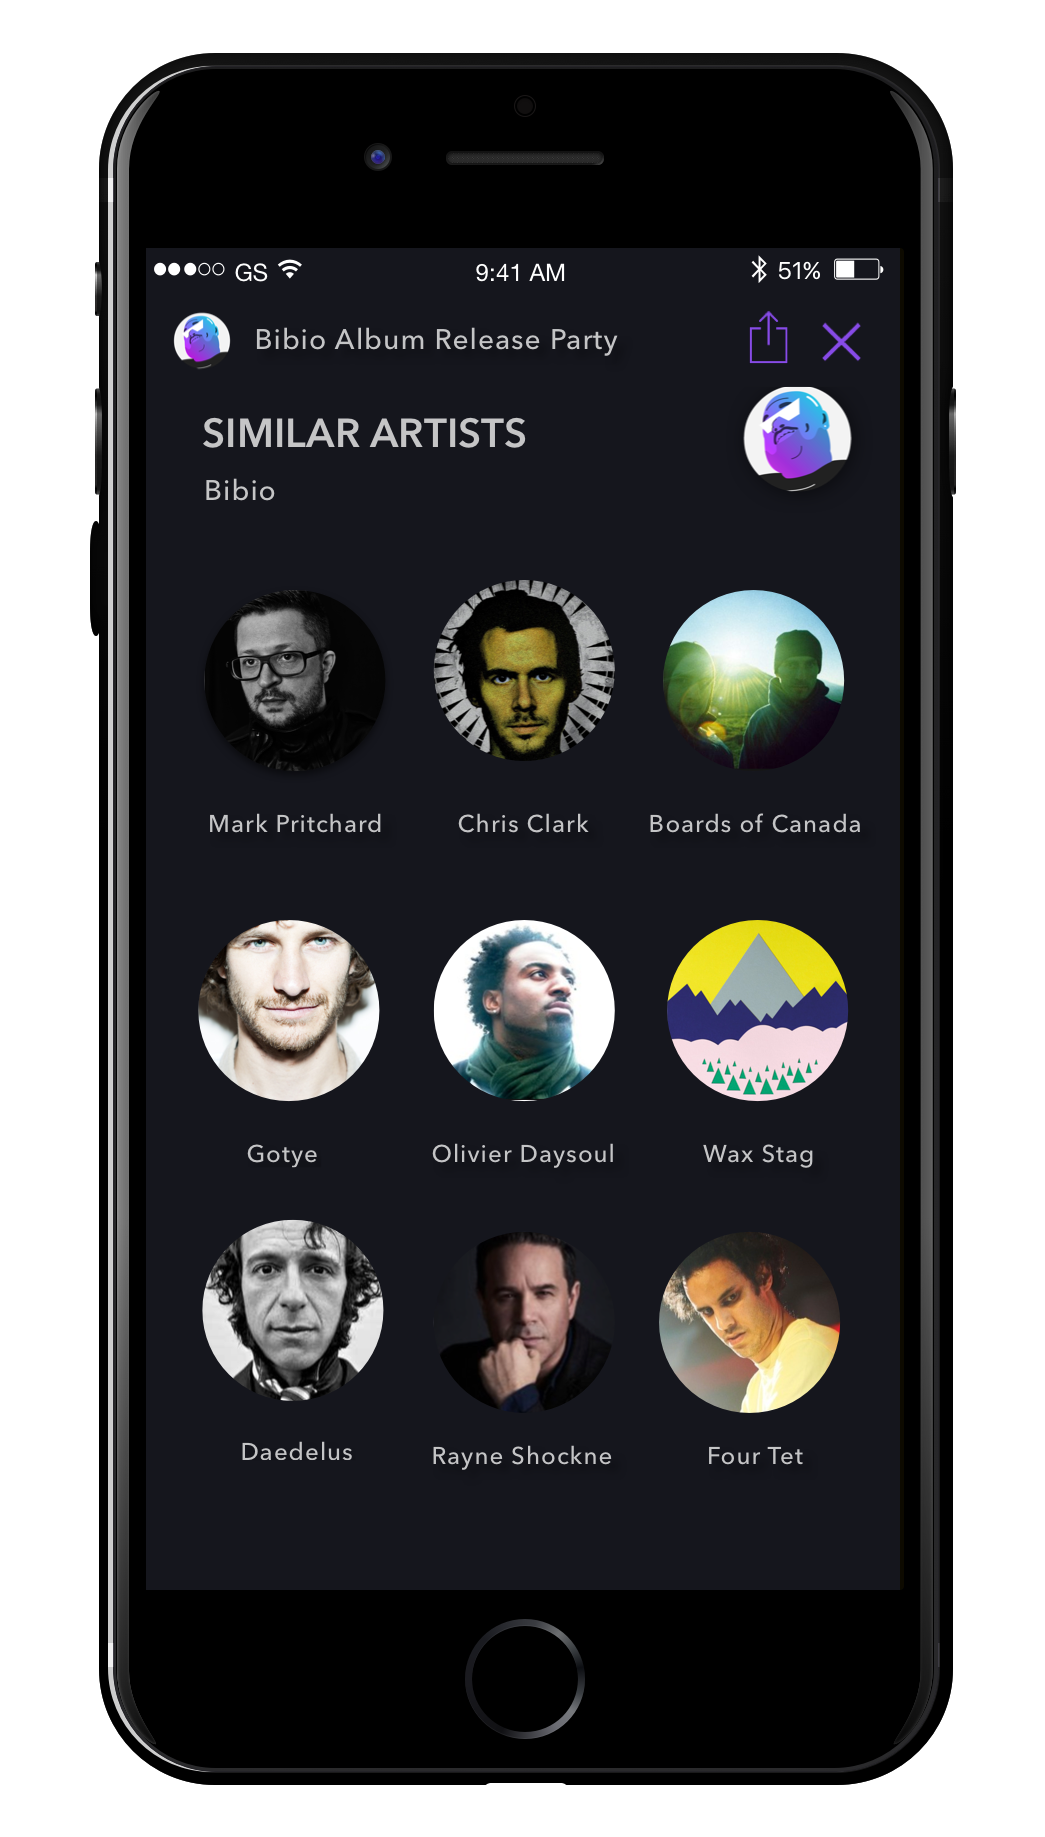 GS 9:41 AM 51%
Bibio Album Release Party
SIMILAR ARTISTS
Bibio
Mark Pritchard Chris Clark Boards of Canada
Gotye Olivier Daysoul Wax Stag
Daedelus Rayne Shockne Four Tet